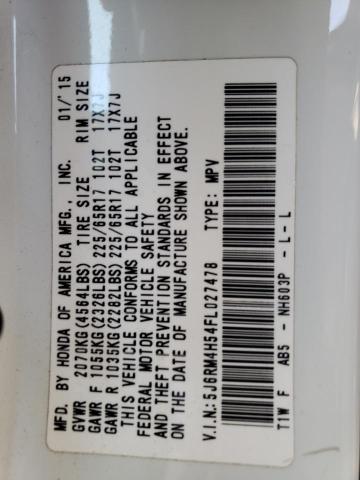 MFD. BY HONDA OF AMERICA MFG., INC. 01/'15
GVWR 2070KG(4564LBS) TIRE SIZE RIM SIZE
GAWR F 1055KG(2326LBS) 225/65R17 102T 17X7J
GAWR R 1035KG(2282LBS) 225/65R17 102T 17X7J
THIS VEHICLE CONFORMS TO ALL APPLICABLE
FEDERAL MOTOR VEHICLE SAFETY
AND THEFT PREVENTION STANDARDS IN EFFECT
ON THE DATE OF MANUFACTURE SHOWN ABOVE.
V.I.N.: 5J6RM4H54FL027478 TYPE: MPV
T1W F AB5 - NH603P - L - L